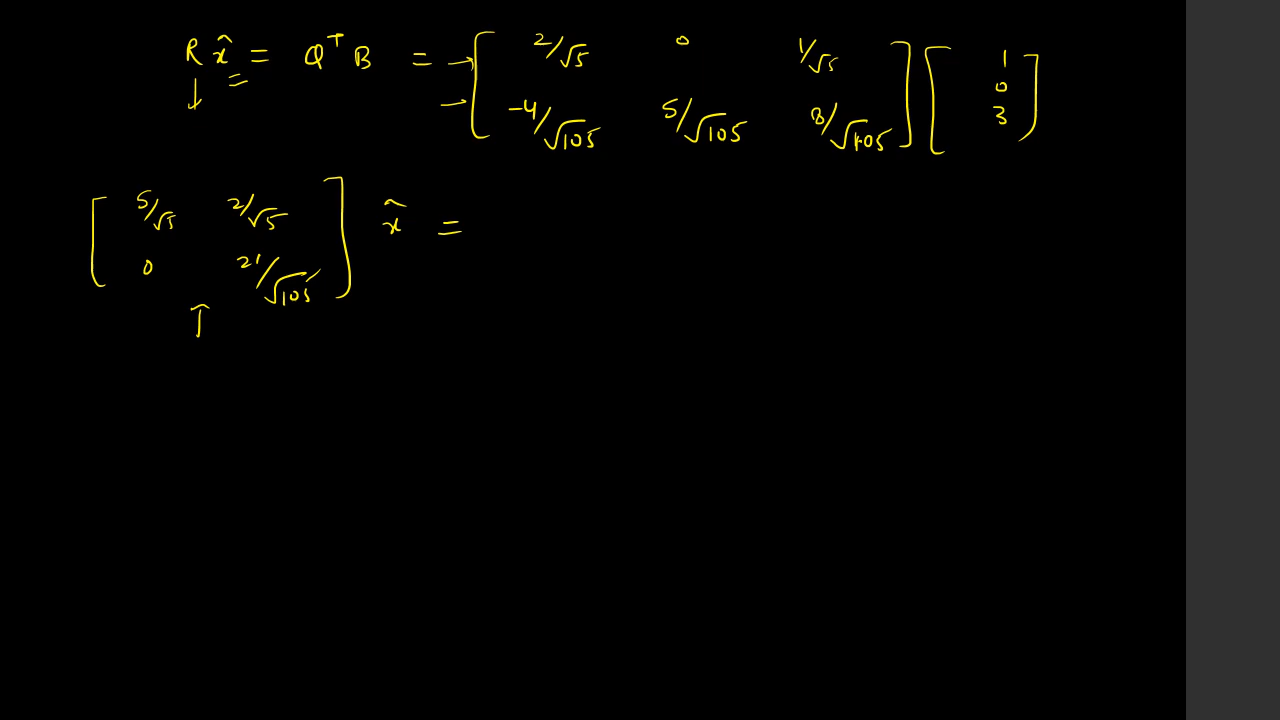 R x̂ = Qᵀ B = → → [ 2/√5 0 1/√5 ; -4/√105 5/√105 8/√105 ] [ 1 ; 0 ; 3 ]
[ 5/√5 2/√5 ; 0 21/√105 ] x̂ =